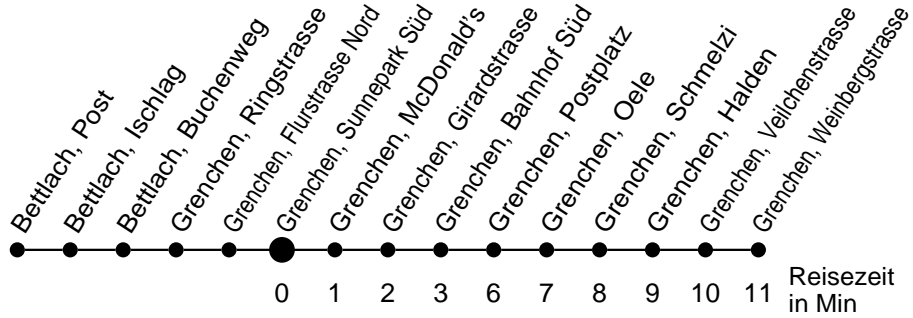 Bettlach, Post
Bettlach, Ischlag
Bettlach, Buchenweg
Grenchen, Ringstrasse
Grenchen, Flurstrasse Nord
Grenchen, Sunnepark Süd
Grenchen, McDonald's
Grenchen, Girardstrasse
Grenchen, Bahnhof Süd
Grenchen, Postplatz
Grenchen, Oele
Grenchen, Schmelzi
Grenchen, Halden
Grenchen, Veilchenstrasse
Grenchen, Weinbergstrasse
0 1 2 3 6 7 8 9 10 11 Reisezeit
in Min